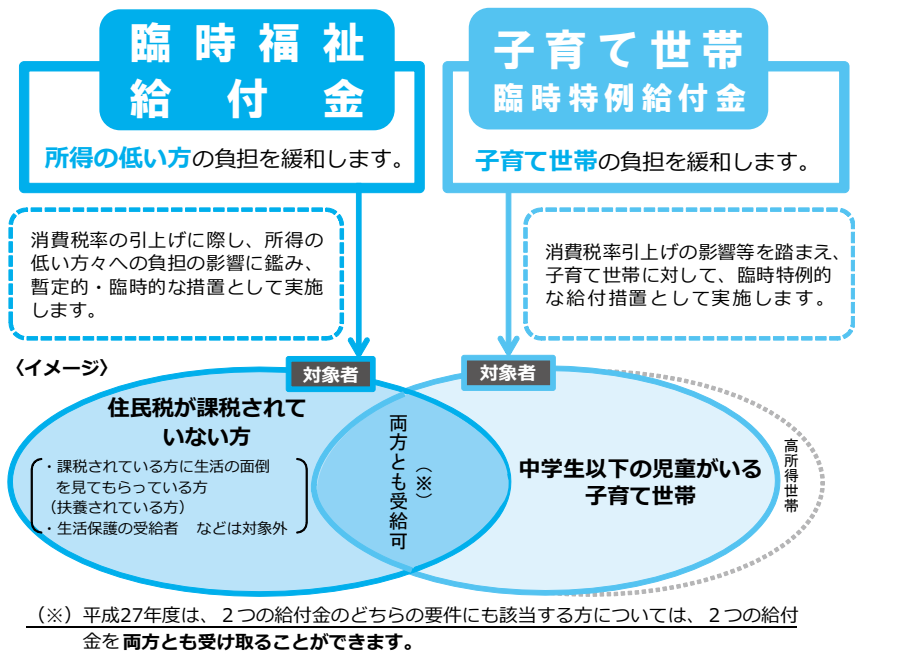 臨時福祉
給付金
所得の低い方の負担を緩和します。
消費税率の引上げに際し、所得の
低い方々への負担の影響に鑑み、
暫定的・臨時的な措置として実施
します。
子育て世帯
臨時特例給付金
子育て世帯の負担を緩和します。
消費税率引上げの影響等を踏まえ、
子育て世帯に対して、臨時特例的
な給付措置として実施します。
〈イメージ〉
対象者
住民税が課税されて
いない方
・課税されている方に生活の面倒
を見てもらっている方
（扶養されている方）
・生活保護の受給者　などは対象外
両方とも受給可
（※）
対象者
中学生以下の児童がいる
子育て世帯
高所得世帯
（※）平成27年度は、２つの給付金のどちらの要件にも該当する方については、２つの給付
金を両方とも受け取ることができます。